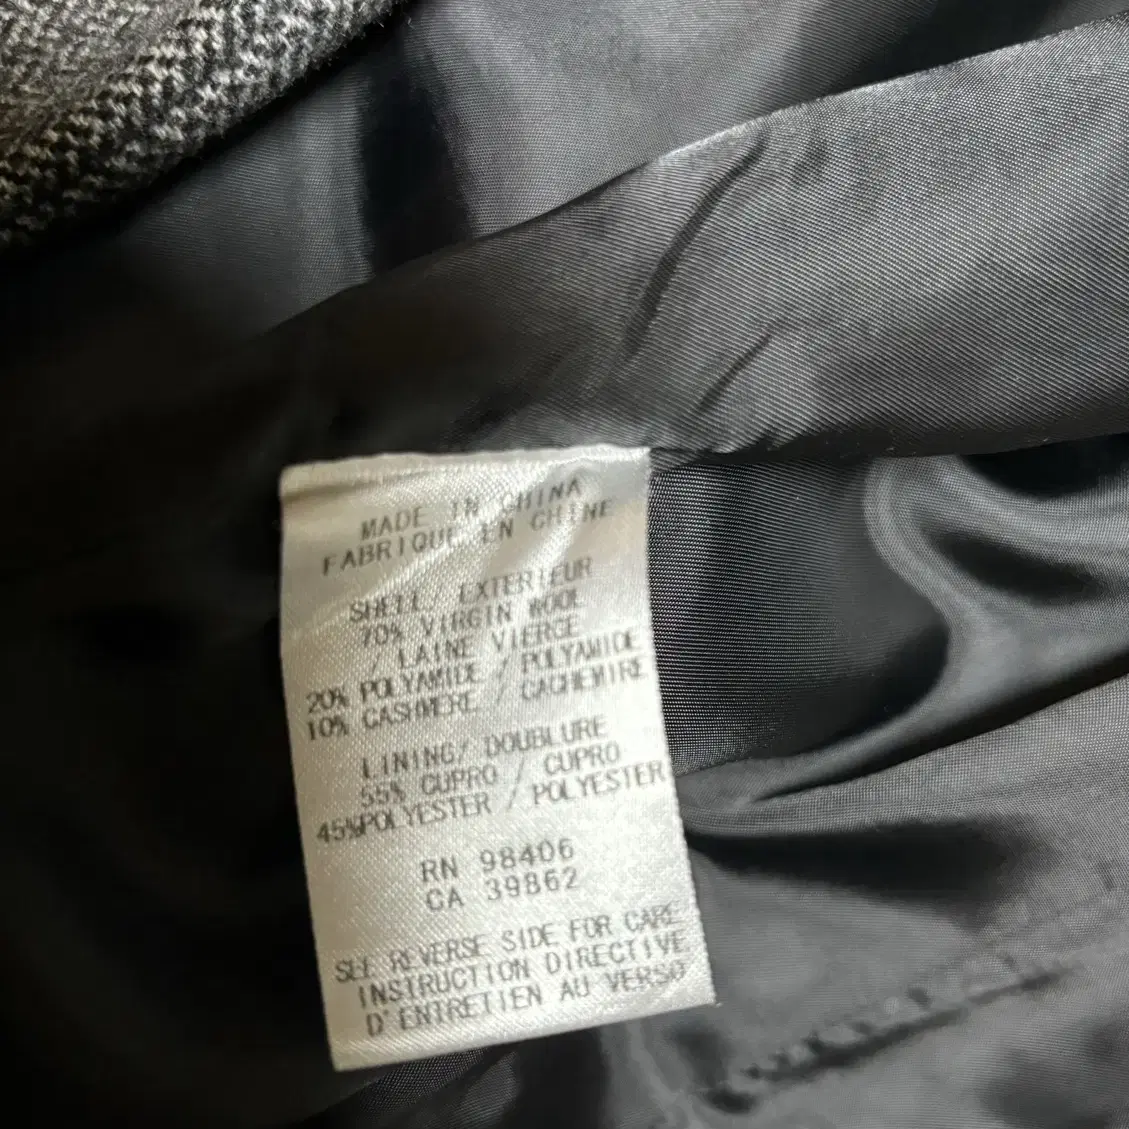 MADE IN CHINA
FABRIQUE EN CHINE
SHELL/ EXTERIEUR
70% VIRGIN WOOL
/ LAINE VIERGE
20% POLYAMIDE / POLYAMIDE
10% CASHMERE / CACHEMIRE
LINING/ DOUBLURE
55% CUPRO / CUPRO
45%POLYESTER / POLYESTER
RN 98406
CA 39862
SEE REVERSE SIDE FOR CARE
INSTRUCTION DIRECTIVE
D'ENTRETIEN AU VERSO